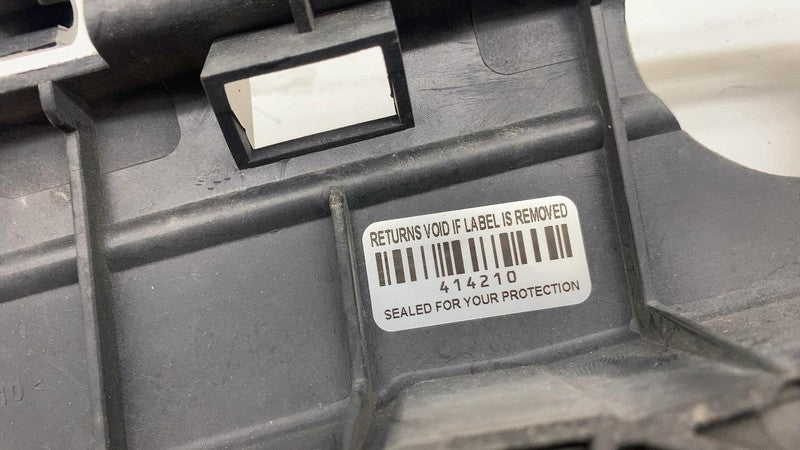 RETURNS VOID IF LABEL IS REMOVED
414210
SEALED FOR YOUR PROTECTION